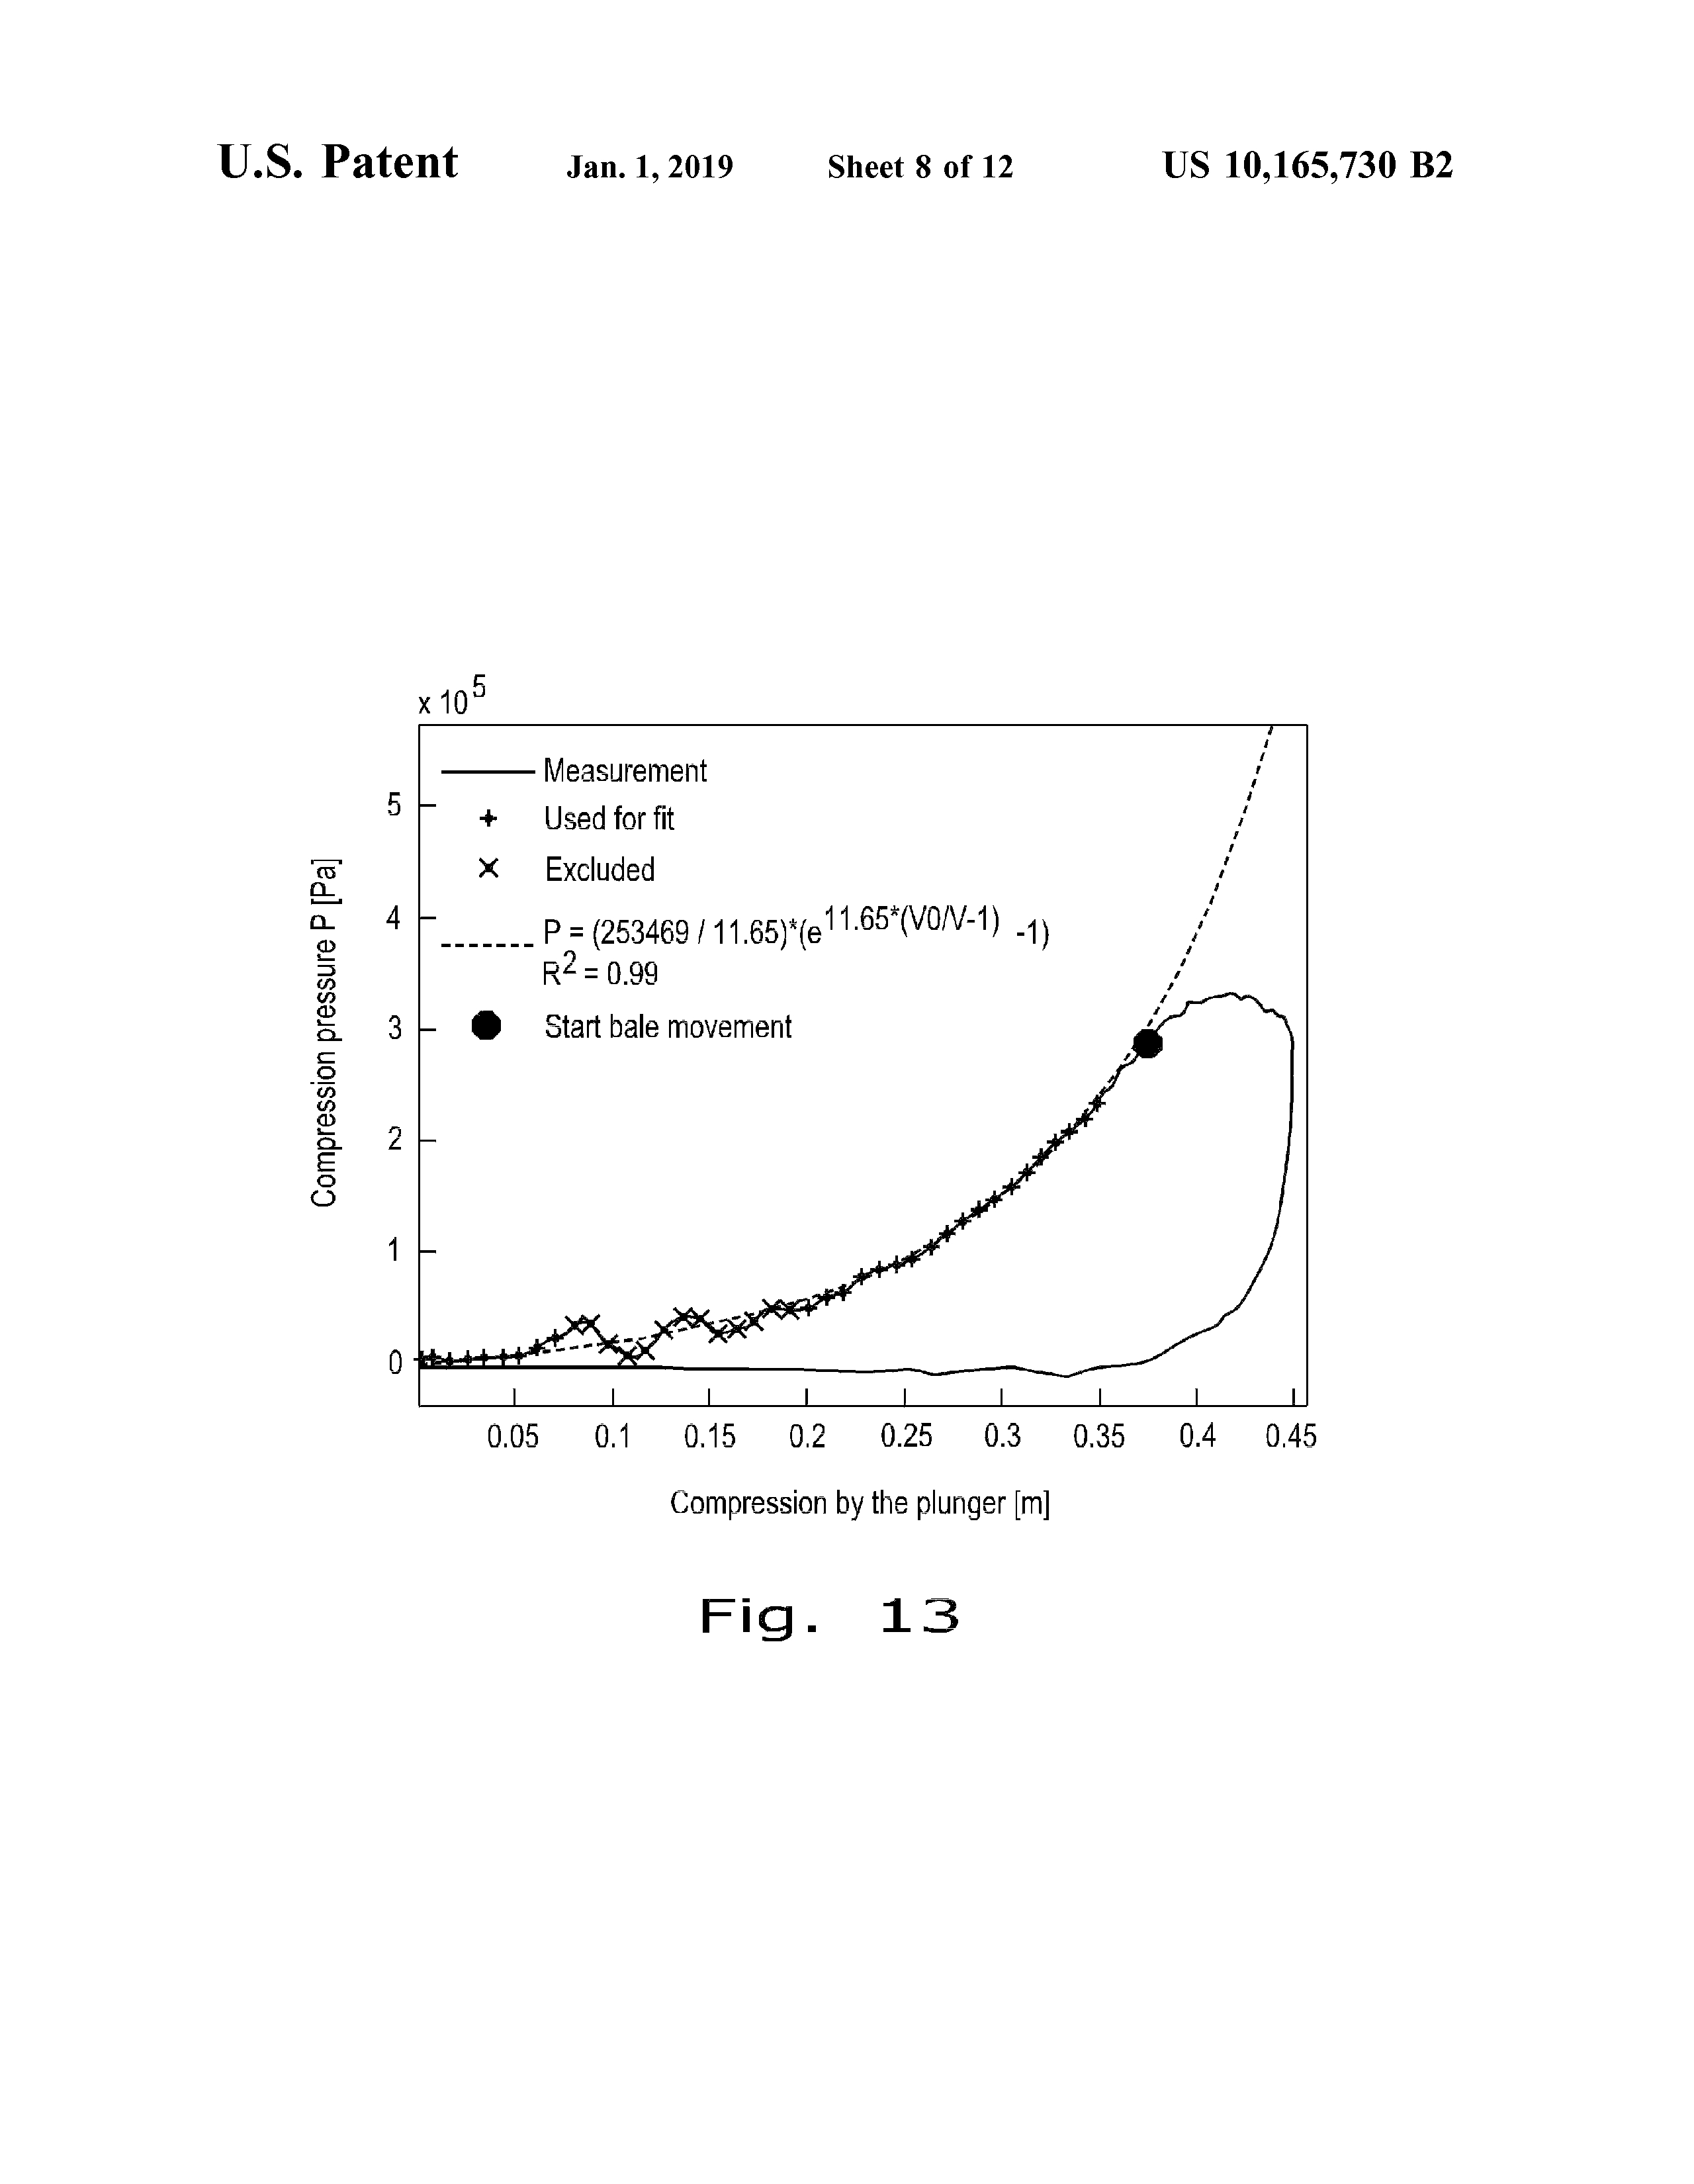 U.S. Patent Jan. 1, 2019 Sheet 8 of 12 US 10,165,730 B2
x 10^5
Measurement
Used for fit
Excluded
P = (253469 / 11.65)*(e^11.65*(V0/V-1) -1)
R^2 = 0.99
Start bale movement
5
4
3
2
1
0
Compression pressure P [Pa]
0.05 0.1 0.15 0.2 0.25 0.3 0.35 0.4 0.45
Compression by the plunger [m]
Fig. 13